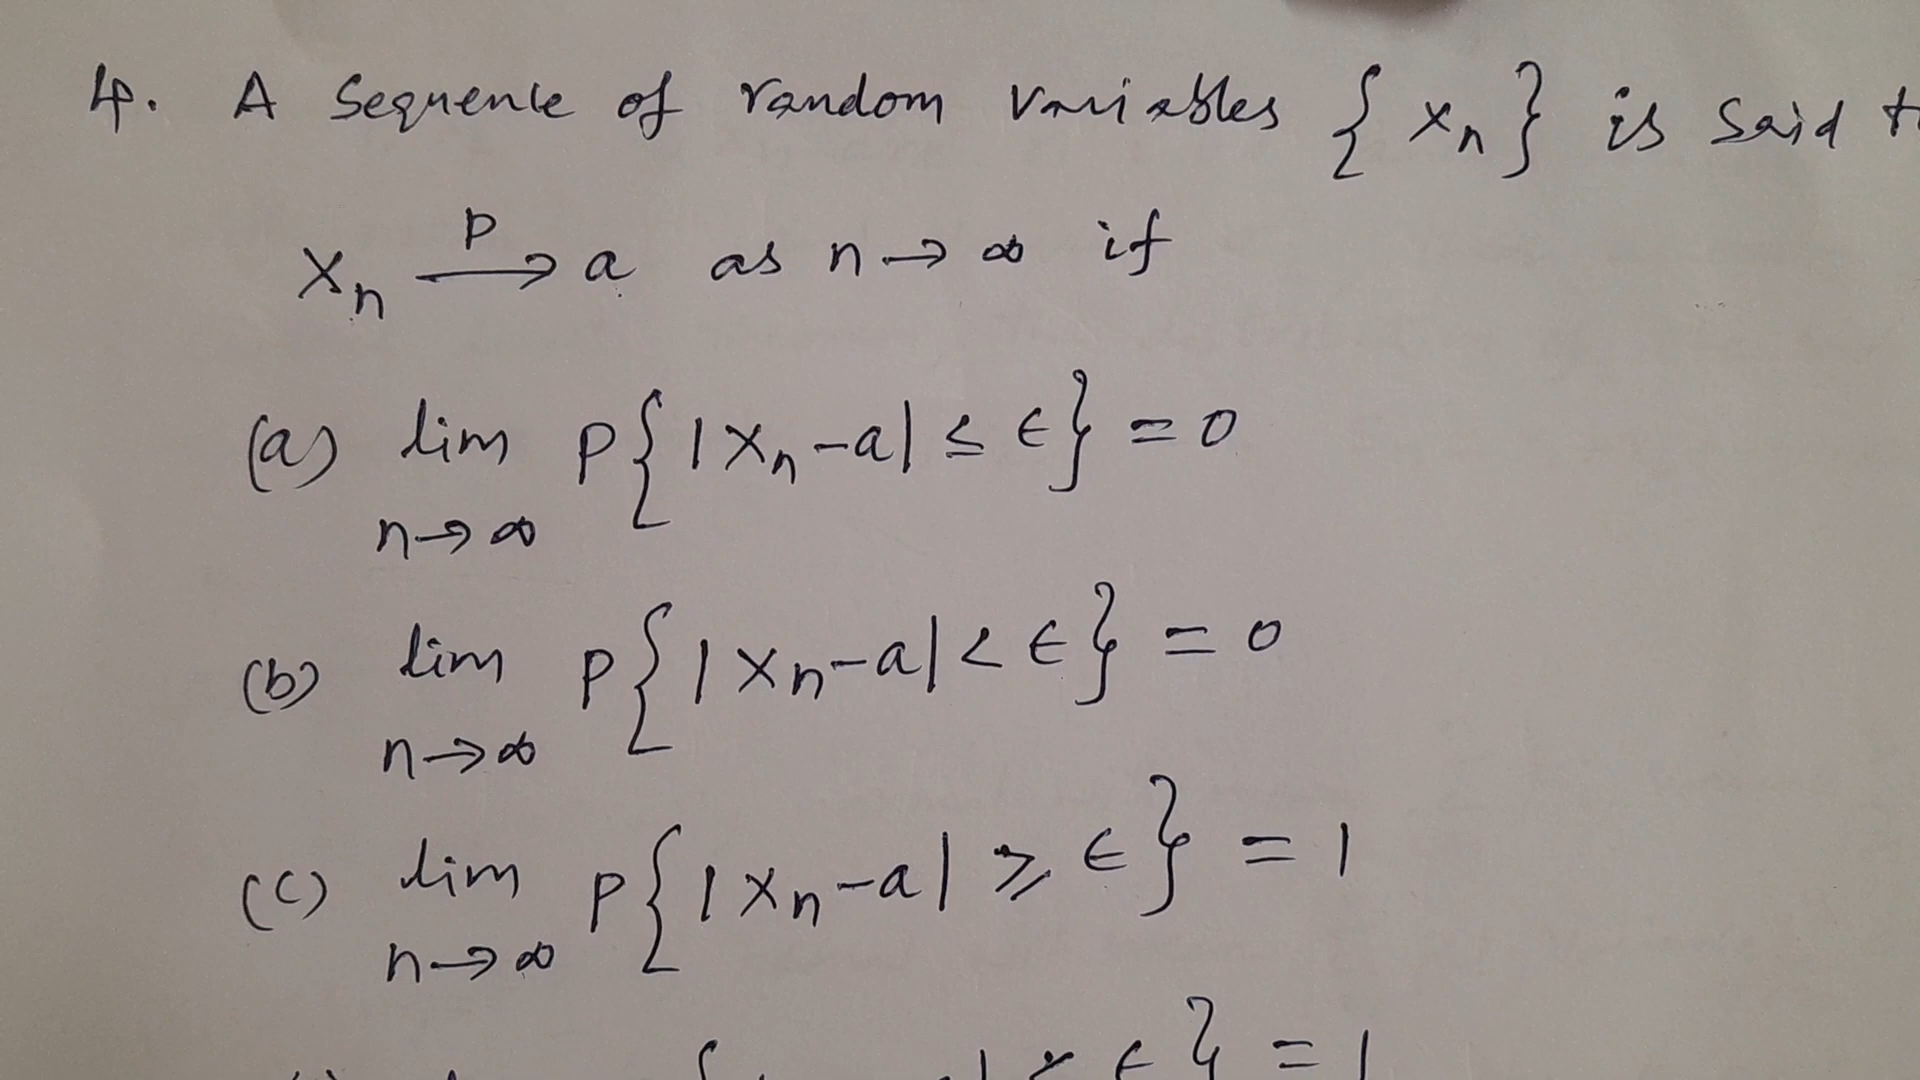 4. A Sequence of random variables {Xn} is said
Xn P→ a as n→∞ if
(a) lim P{|Xn-a| ≤ ϵ} = 0
n→∞
(b) lim P{|Xn-a| < ϵ} = 0
n→∞
(c) lim P{|Xn-a| ≥ ϵ} = 1
n→∞
ϵ} = 1